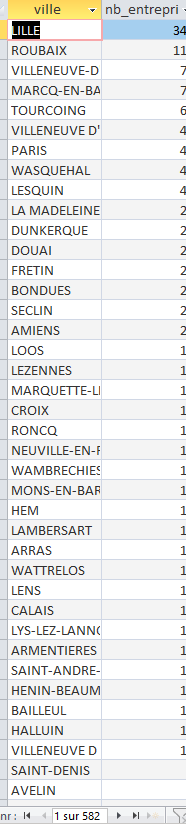 ville nb_entrepri
LILLE 34
ROUBAIX 11
VILLENEUVE-D 7
MARCQ-EN-BA 7
TOURCOING 6
VILLENEUVE D' 4
PARIS 4
WASQUEHAL 4
LESQUIN 4
LA MADELEINE 2
DUNKERQUE 2
DOUAI 2
FRETIN 2
BONDUES 2
SECLIN 2
AMIENS 2
LOOS 1
LEZENNES 1
MARQUETTE-L 1
CROIX 1
RONCQ 1
NEUVILLE-EN-F 1
WAMBRECHIES 1
MONS-EN-BAR 1
HEM 1
LAMBERSART 1
ARRAS 1
WATTRELOS 1
LENS 1
CALAIS 1
LYS-LEZ-LANNO 1
ARMENTIERES 1
SAINT-ANDRE- 1
HENIN-BEAUM 1
BAILLEUL 1
HALLUIN 1
VILLENEUVE D 1
SAINT-DENIS
AVELIN
nr : 1 sur 582